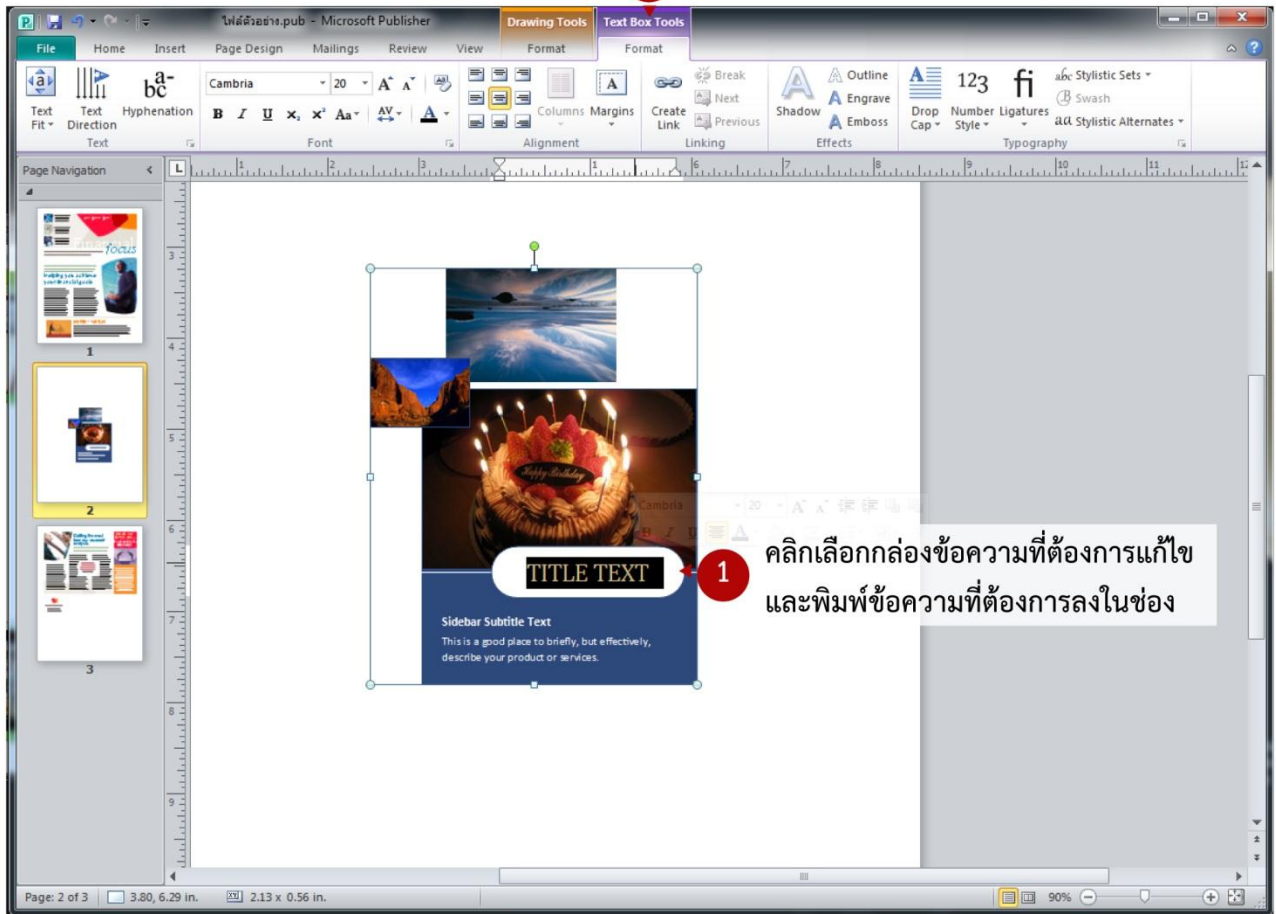 ไฟล์ตัวอย่าง.pub - Microsoft Publisher
Drawing Tools
Text Box Tools
File
Home
Insert
Page Design
Mailings
Review
View
Format
Format
Text Fit
Text Direction
Hyphenation
Text
Cambria
20
Font
Columns
Margins
Alignment
Create Link
Break
Next
Previous
Linking
Shadow
Outline
Engrave
Emboss
Effects
Drop Cap
Number Style
Ligatures
Stylistic Sets
Swash
Stylistic Alternates
Typography
Page Navigation
Financial
focus
1
2
3
Happy Birthday
Cambria
20
TITLE TEXT
Sidebar Subtitle Text
This is a good place to briefly, but effectively,
describe your product or services.
1
คลิกเลือกกล่องข้อความที่ต้องการแก้ไข
และพิมพ์ข้อความที่ต้องการลงในช่อง
Page: 2 of 3
3.80, 6.29 in.
2.13 x 0.56 in.
90%